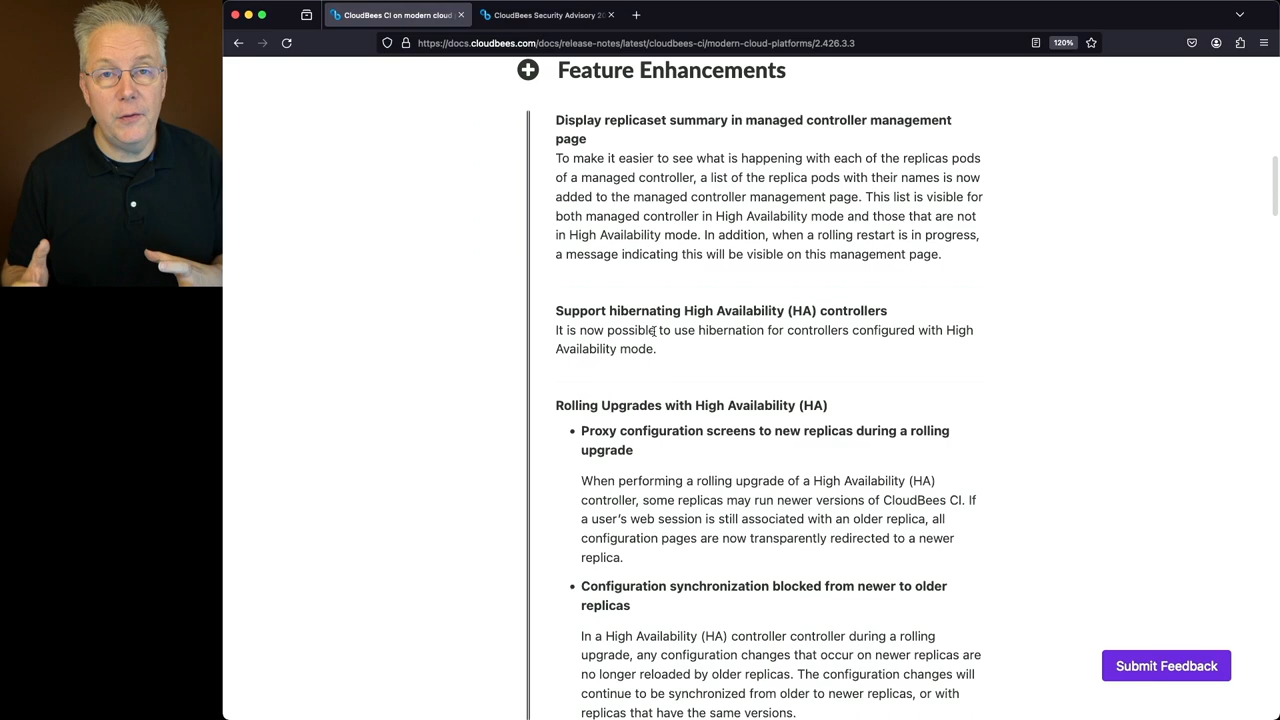 CloudBees CI on modern cloud
CloudBees Security Advisory 20
https://docs.cloudbees.com/docs/release-notes/latest/cloudbees-ci/modern-cloud-platforms/2.426.3.3
120%
Feature Enhancements
Display replicaset summary in managed controller management
page
To make it easier to see what is happening with each of the replicas pods
of a managed controller, a list of the replica pods with their names is now
added to the managed controller management page. This list is visible for
both managed controller in High Availability mode and those that are not
in High Availability mode. In addition, when a rolling restart is in progress,
a message indicating this will be visible on this management page.
Support hibernating High Availability (HA) controllers
It is now possible to use hibernation for controllers configured with High
Availability mode.
Rolling Upgrades with High Availability (HA)
• Proxy configuration screens to new replicas during a rolling
upgrade
When performing a rolling upgrade of a High Availability (HA)
controller, some replicas may run newer versions of CloudBees CI. If
a user's web session is still associated with an older replica, all
configuration pages are now transparently redirected to a newer
replica.
• Configuration synchronization blocked from newer to older
replicas
In a High Availability (HA) controller controller during a rolling
upgrade, any configuration changes that occur on newer replicas are
no longer reloaded by older replicas. The configuration changes will
continue to be synchronized from older to newer replicas, or with
replicas that have the same versions.
Submit Feedback